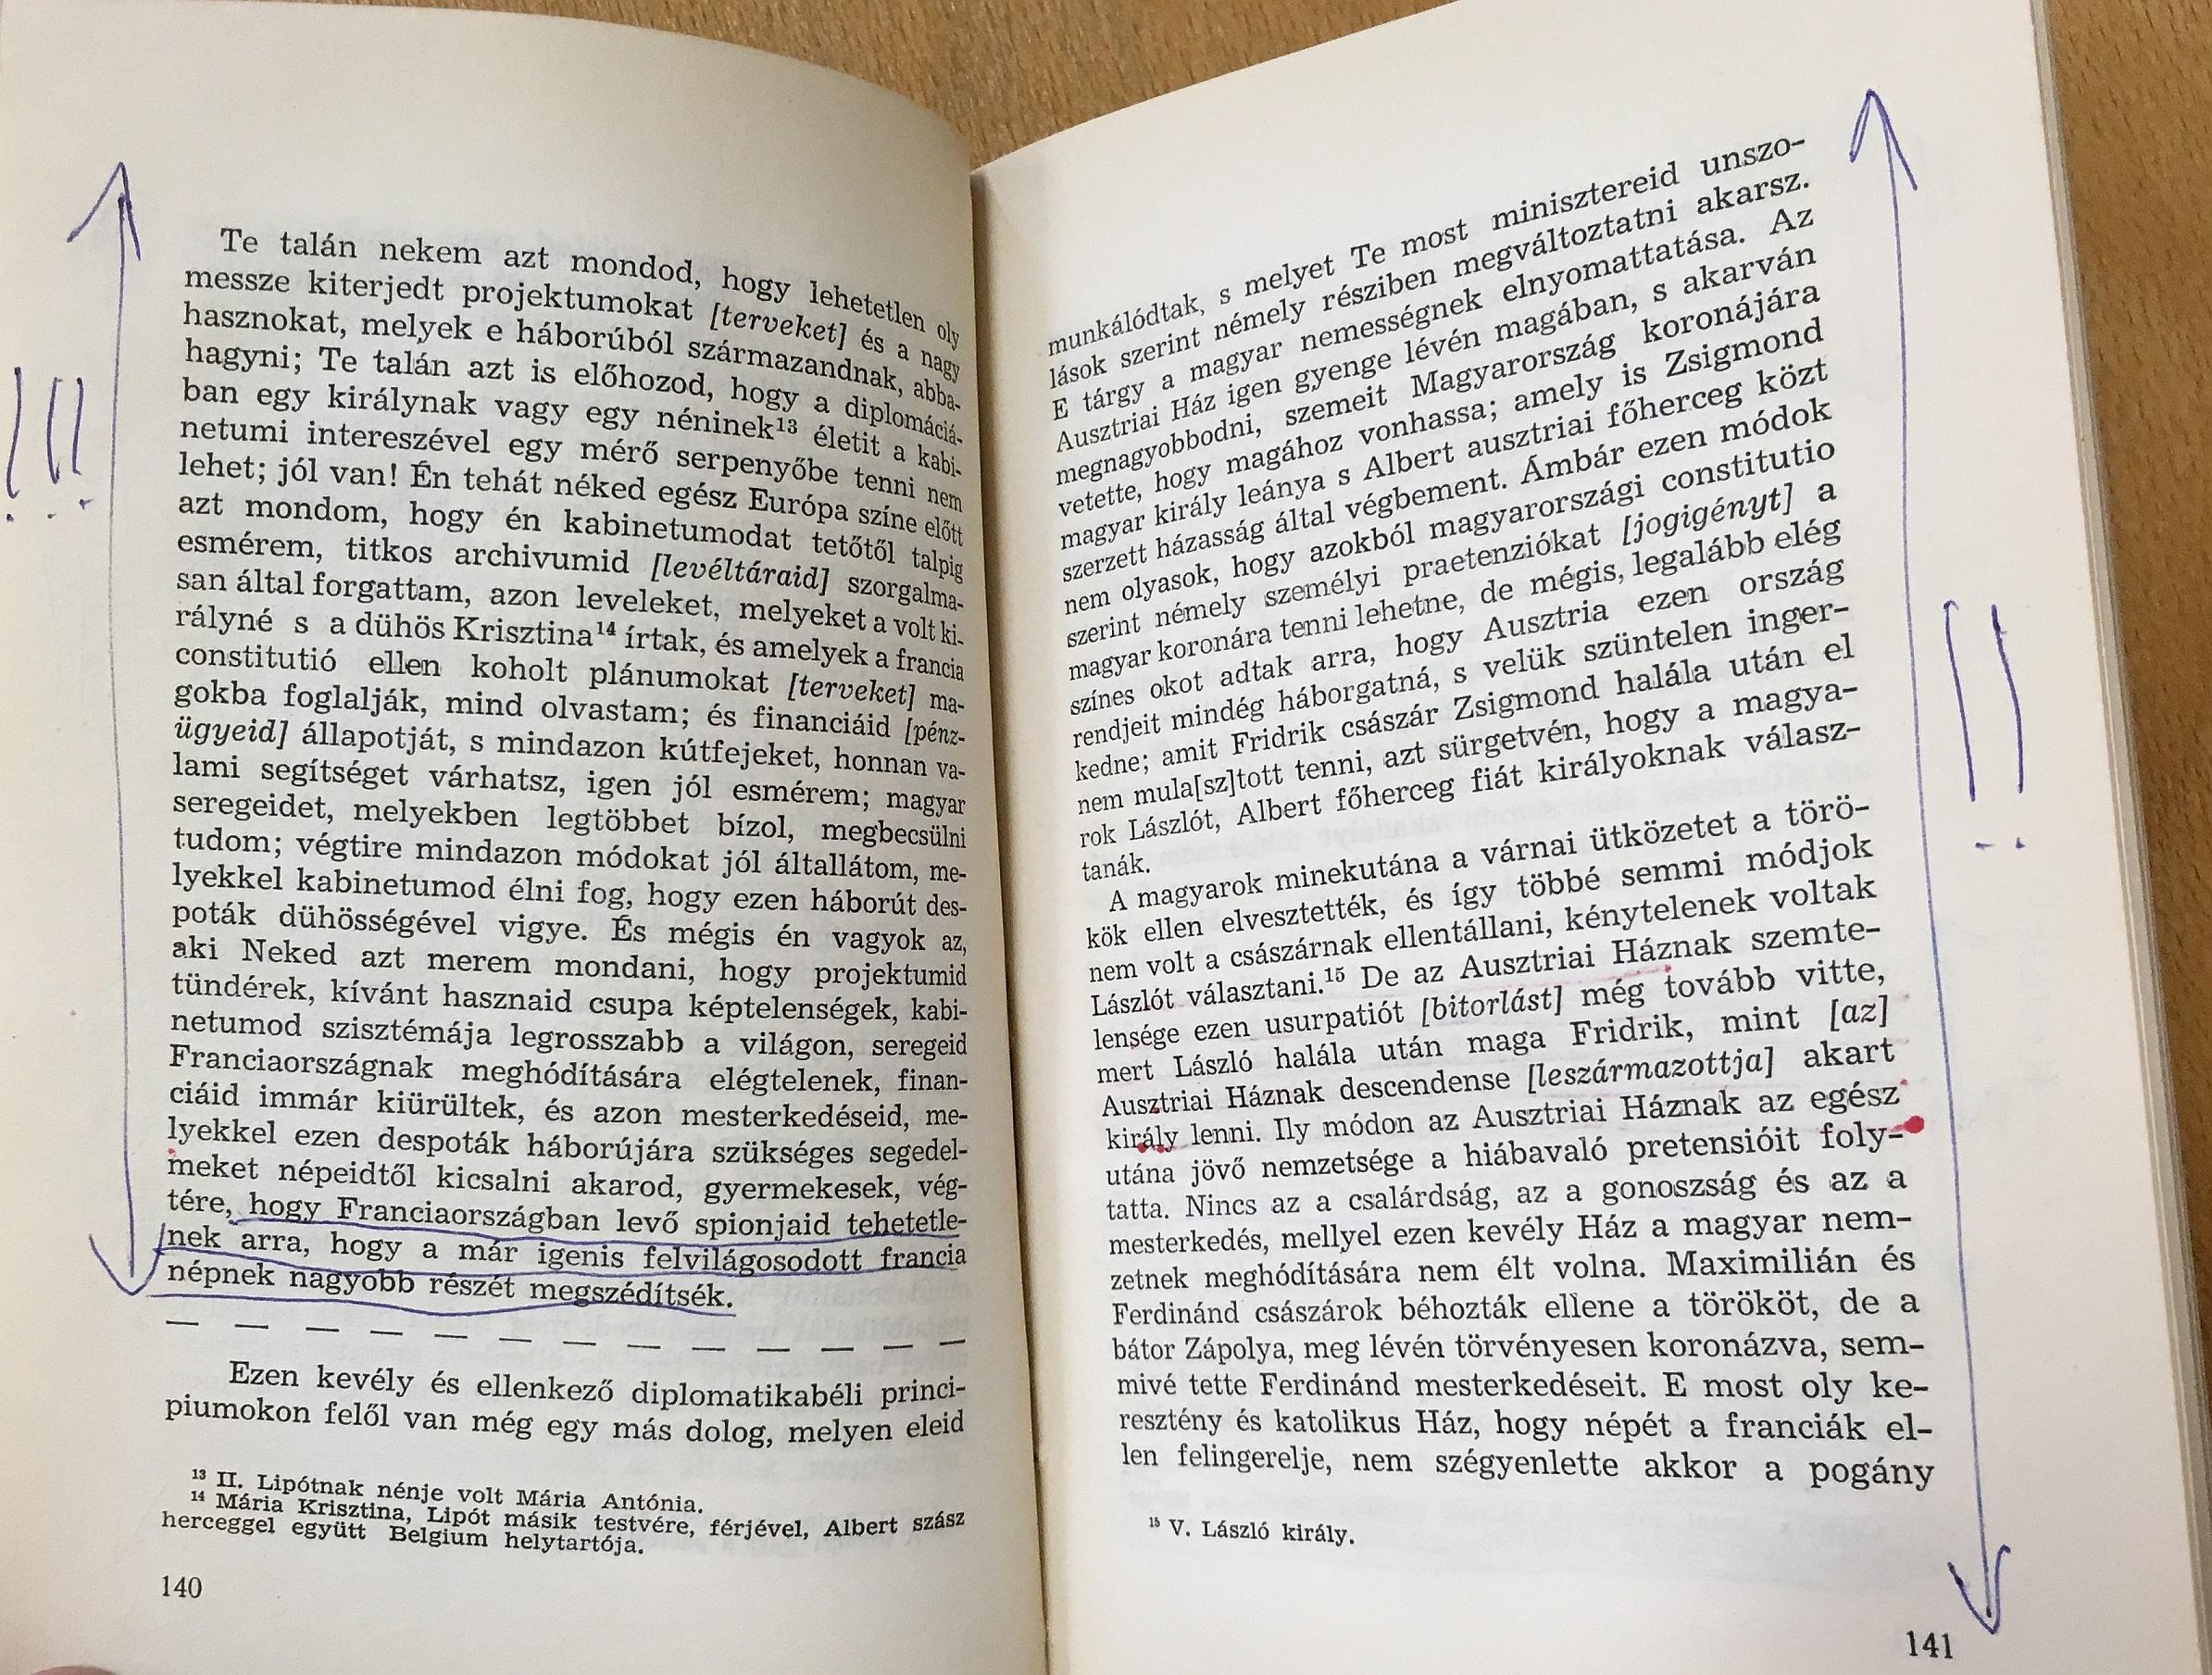 !!!
Te talán nekem azt mondod, hogy lehetetlen oly
messze kiterjedt projektumokat [terveket] és a nagy
hasznokat, melyek e háborúból származandnak, abba-
hagyni; Te talán azt is előhozod, hogy a diplomáciá-
ban egy királynak vagy egy néninek¹³ életit a kabi-
netumi intereszével egy mérő serpenyőbe tenni nem
lehet; jól van! Én tehát néked egész Európa színe előtt
azt mondom, hogy én kabinetumodat tetőtől talpig
esmérem, titkos archivumid [levéltáraid] szorgalma-
san által forgattam, azon leveleket, melyeket a volt ki-
rályné s a dühös Krisztina¹⁴ írtak, és amelyek a francia
constitutió ellen koholt plánumokat [terveket] ma-
gokba foglalják, mind olvastam; és financiáid [pénz-
ügyeid] állapotját, s mindazon kútfejeket, honnan va-
lami segítséget várhatsz, igen jól esmérem; magyar
seregeidet, melyekben legtöbbet bízol, megbecsülni
tudom; végtire mindazon módokat jól általlátom, me-
lyekkel kabinetumod élni fog, hogy ezen háborút des-
poták dühösségével vigye. És mégis én vagyok az,
aki Neked azt merem mondani, hogy projektumid
tündérek, kívánt hasznaid csupa képtelenségek, kabi-
netumod szisztémája legrosszabb a világon, seregeid
Franciaországnak meghódítására elégtelenek, finan-
ciáid immár kiürültek, és azon mesterkedéseid, me-
lyekkel ezen despoták háborújára szükséges segedel-
meket népeidtől kicsalni akarod, gyermekesek, vég-
tére, hogy Franciaországban levő spionjaid tehetetle-
nek arra, hogy a már igenis felvilágosodott francia
népnek nagyobb részét megszédítsék.
— — — — — — — — — — — —
Ezen kevély és ellenkező diplomatikabéli princi-
piumokon felől van még egy más dolog, melyen eleid
¹³ II. Lipótnak nénje volt Mária Antónia.
¹⁴ Mária Krisztina, Lipót másik testvére, férjével, Albert szász
herceggel együtt Belgium helytartója.
140
munkálódtak, s melyet Te most minisztereid unszo-
lások szerint némely résziben megváltoztatni akarsz.
E tárgy a magyar nemességnek elnyomattatása. Az
Ausztriai Ház igen gyenge lévén magában, s akarván
megnagyobbodni, szemeit Magyarország koronájára
vetette, hogy magához vonhassa; amely is Zsigmond
magyar király leánya s Albert ausztriai főherceg közt
szerzett házasság által végbement. Ámbár ezen módok
nem olyasok, hogy azokból magyarországi constitutio
szerint némely személyi praetenziókat [jogigényt] a
magyar koronára tenni lehetne, de mégis, legalább elég
színes okot adtak arra, hogy Ausztria ezen ország
rendjeit mindég háborgatná, s velük szüntelen inger-
kedne; amit Fridrik császár Zsigmond halála után el
nem mula[sz]tott tenni, azt sürgetvén, hogy a magya-
rok Lászlót, Albert főherceg fiát királyoknak válasz-
tanák.
A magyarok minekutána a várnai ütközetet a törö-
kök ellen elvesztették, és így többé semmi módjok
nem volt a császárnak ellentállani, kénytelenek voltak
Lászlót választani.¹⁵ De az Ausztriai Háznak szemte-
lensége ezen usurpatiót [bitorlást] még tovább vitte,
mert László halála után maga Fridrik, mint [az]
Ausztriai Háznak descendense [leszármazottja] akart
király lenni. Ily módon az Ausztriai Háznak az egész
utána jövő nemzetsége a hiábavaló pretensióit foly-
tatta. Nincs az a csalárdság, az a gonoszság és az a
mesterkedés, mellyel ezen kevély Ház a magyar nem-
zetnek meghódítására nem élt volna. Maximilián és
Ferdinánd császárok béhozták ellene a törököt, de a
bátor Zápolya, meg lévén törvényesen koronázva, sem-
mivé tette Ferdinánd mesterkedéseit. E most oly ke-
resztény és katolikus Ház, hogy népét a franciák el-
len felingerelje, nem szégyenlette akkor a pogány
¹⁵ V. László király.
141
!!